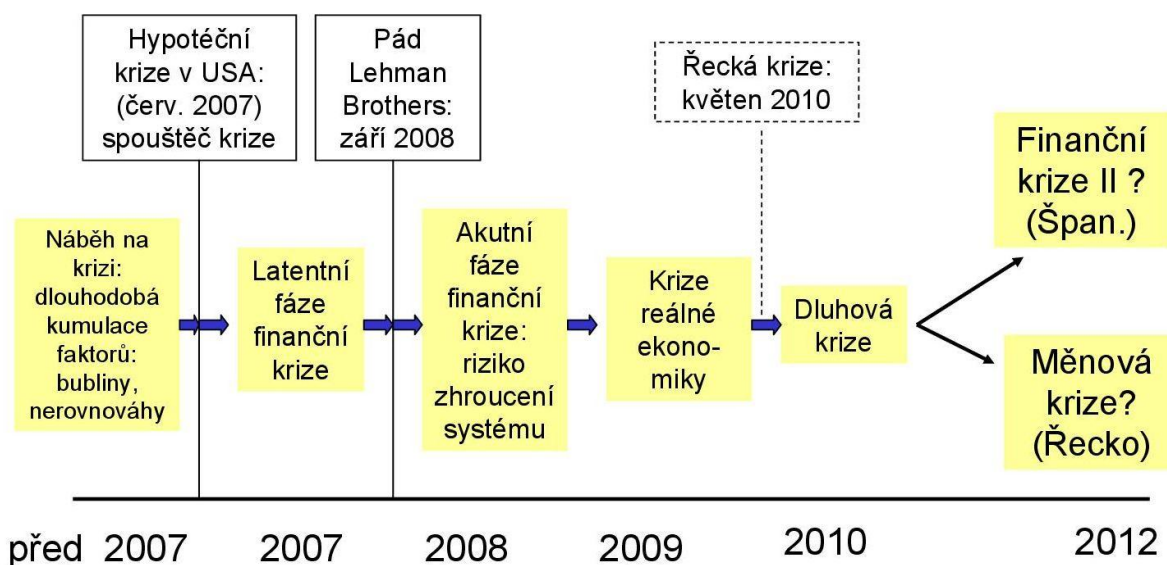 Hypotéční
krize v USA:
(červ. 2007)
spouštěč krize
Pád
Lehman
Brothers:
září 2008
Řecká krize:
květen 2010
Náběh na
krizi:
dlouhodobá
kumulace
faktorů:
bubliny,
nerovnováhy
Latentní
fáze
finanční
krize
Akutní
fáze
finanční
krize:
riziko
zhroucení
systému
Krize
reálné
ekono-
miky
Dluhová
krize
Finanční
krize II ?
(Špan.)
Měnová
krize?
(Řecko)
před 2007 2007 2008 2009 2010 2012